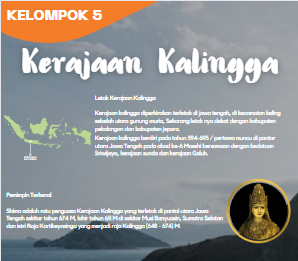 KELOMPOK 5
Kerajaan Kalingga
Letak Kerajaan Kalingga
Kerajaan kalingga diperkirakan terletak di jawa tengah, di kecamatan keling
sebelah utara gunung muria, Sekarang letak nya dekat dengan kabupaten
pekalongan dan kabupaten jepara.
Kerajaan kalingga berdiri pada tahun 594-695 / pertama muncu di pantar
utara Jawa Tengah pada abad ke-6 Masehi bersamaan dengan kedatuan
Sriwijaya, kerajaan sunda dan kerajaan Galuh.
Pemimpin Terkenal
Shima adalah ratu penguasa Kerajaan Kalingga yang terletak di pantai utara Jawa
Tengah sekitar tahun 674 M, lahir tahun 611 M di sekitar Musi Banyuasin, Sumatra Selatan
dan istri Raja Kartikeyasinga yang menjadi raja Kalingga (648 - 674) M.